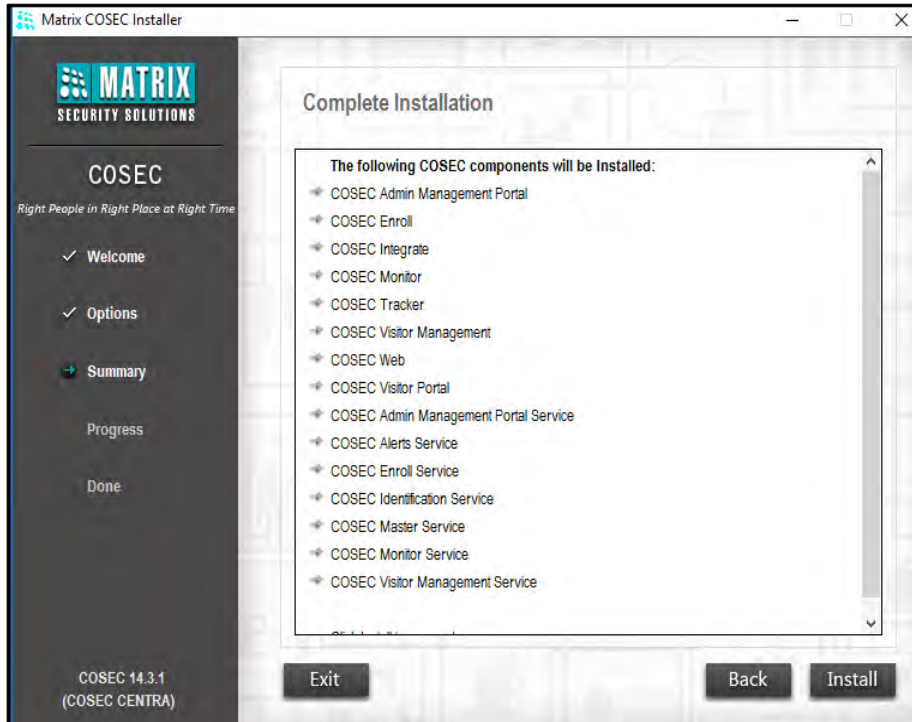 Matrix COSEC Installer
MATRIX
SECURITY SOLUTIONS
COSEC
Right People in Right Place at Right Time
Welcome
Options
Summary
Progress
Done
COSEC 14.3.1
(COSEC CENTRA)
Complete Installation
The following COSEC components will be Installed:
COSEC Admin Management Portal
COSEC Enroll
COSEC Integrate
COSEC Monitor
COSEC Tracker
COSEC Visitor Management
COSEC Web
COSEC Visitor Portal
COSEC Admin Management Portal Service
COSEC Alerts Service
COSEC Enroll Service
COSEC Identification Service
COSEC Master Service
COSEC Monitor Service
COSEC Visitor Management Service
Exit
Back
Install